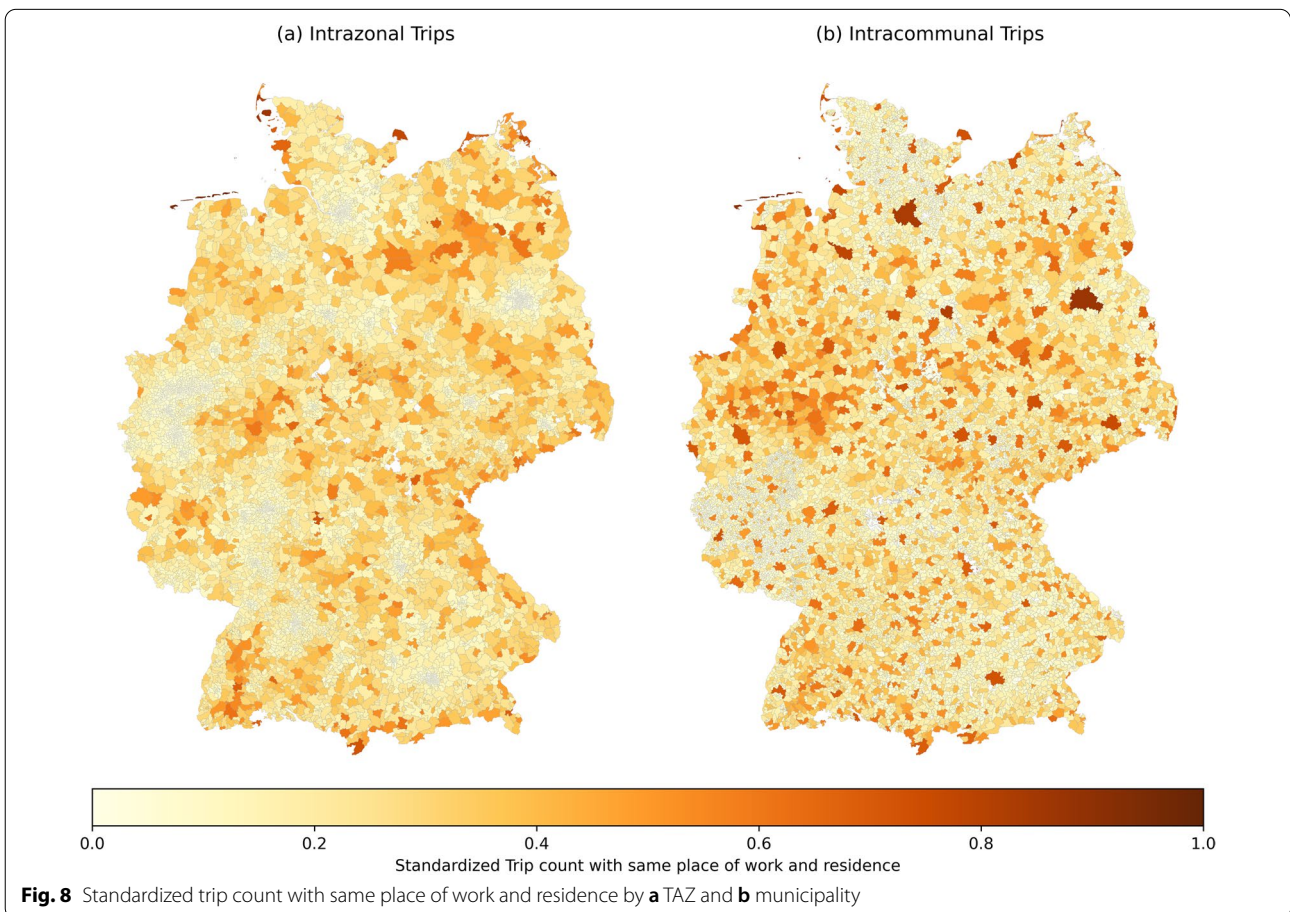 (a) Intrazonal Trips
(b) Intracommunal Trips
0.0 0.2 0.4 0.6 0.8 1.0
Standardized Trip count with same place of work and residence
Fig. 8 Standardized trip count with same place of work and residence by a TAZ and b municipality